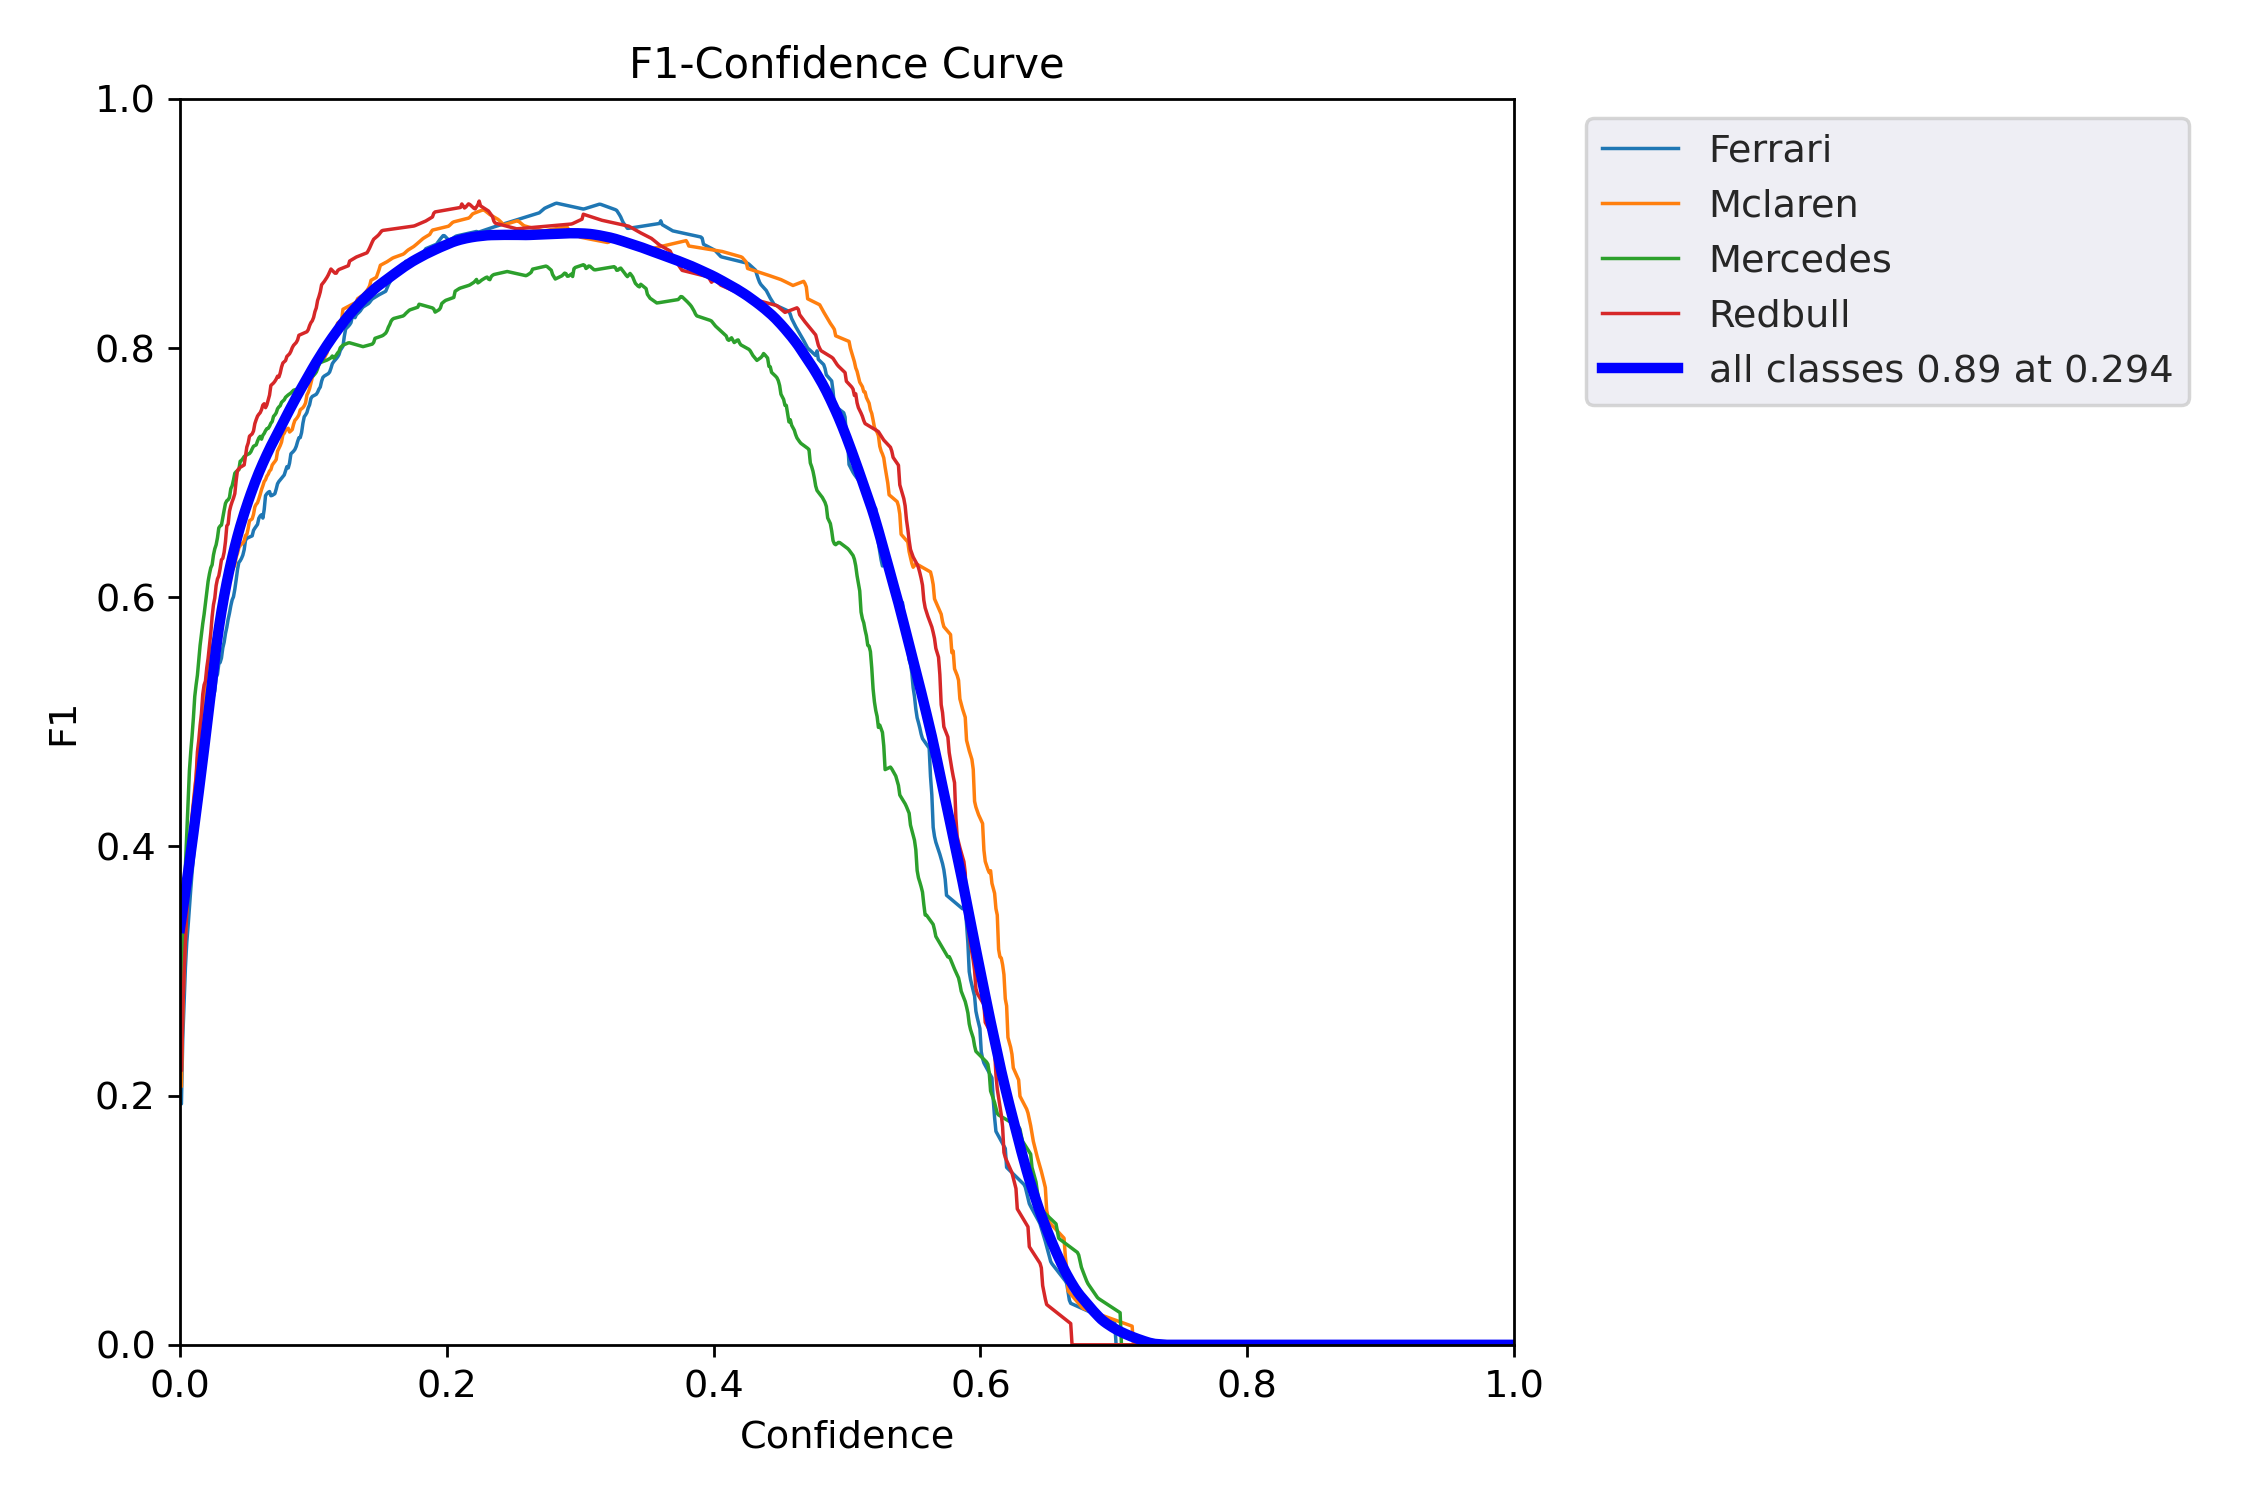 F1-Confidence Curve
1.0
0.8
0.6
0.4
0.2
0.0
F1
0.0 0.2 0.4 0.6 0.8 1.0
Confidence
Ferrari
Mclaren
Mercedes
Redbull
all classes 0.89 at 0.294